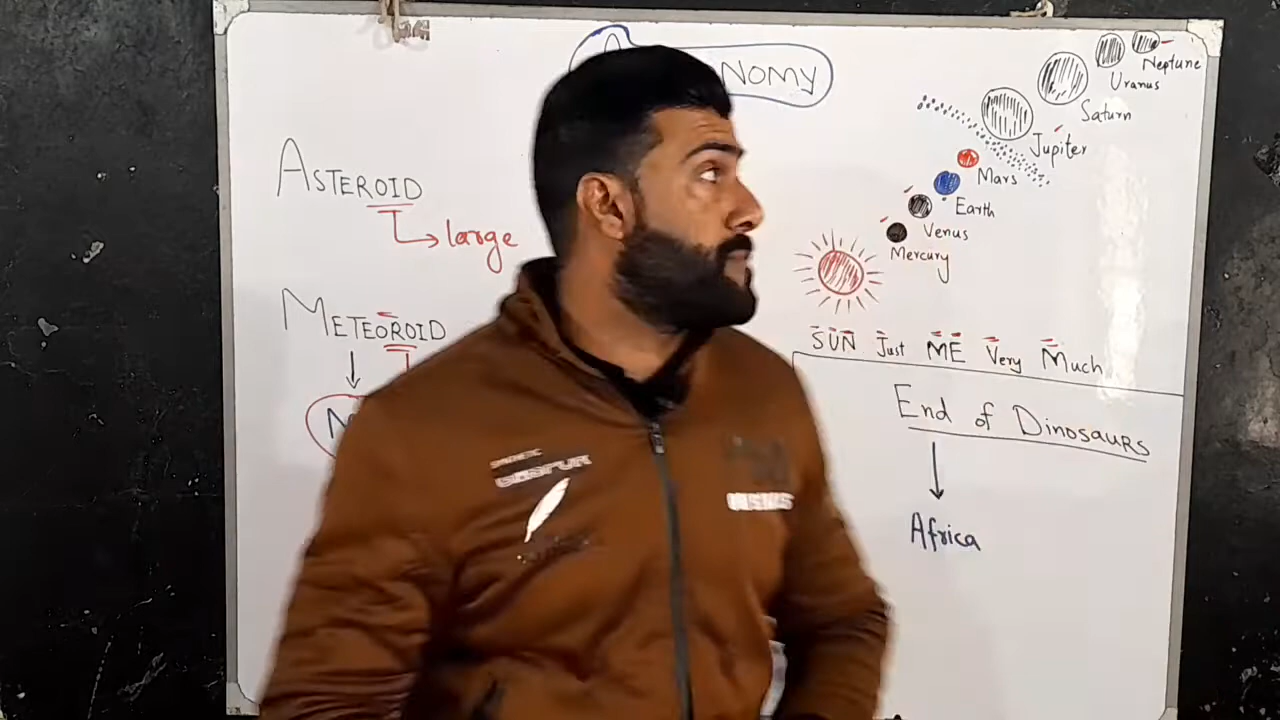 NOMY
ASTEROID
large
METEOROID
Neptune
Uranus
Saturn
Jupiter
Mars
Earth
Venus
Mercury
SUN Just ME Very Much
End of DINOSAURS
Africa